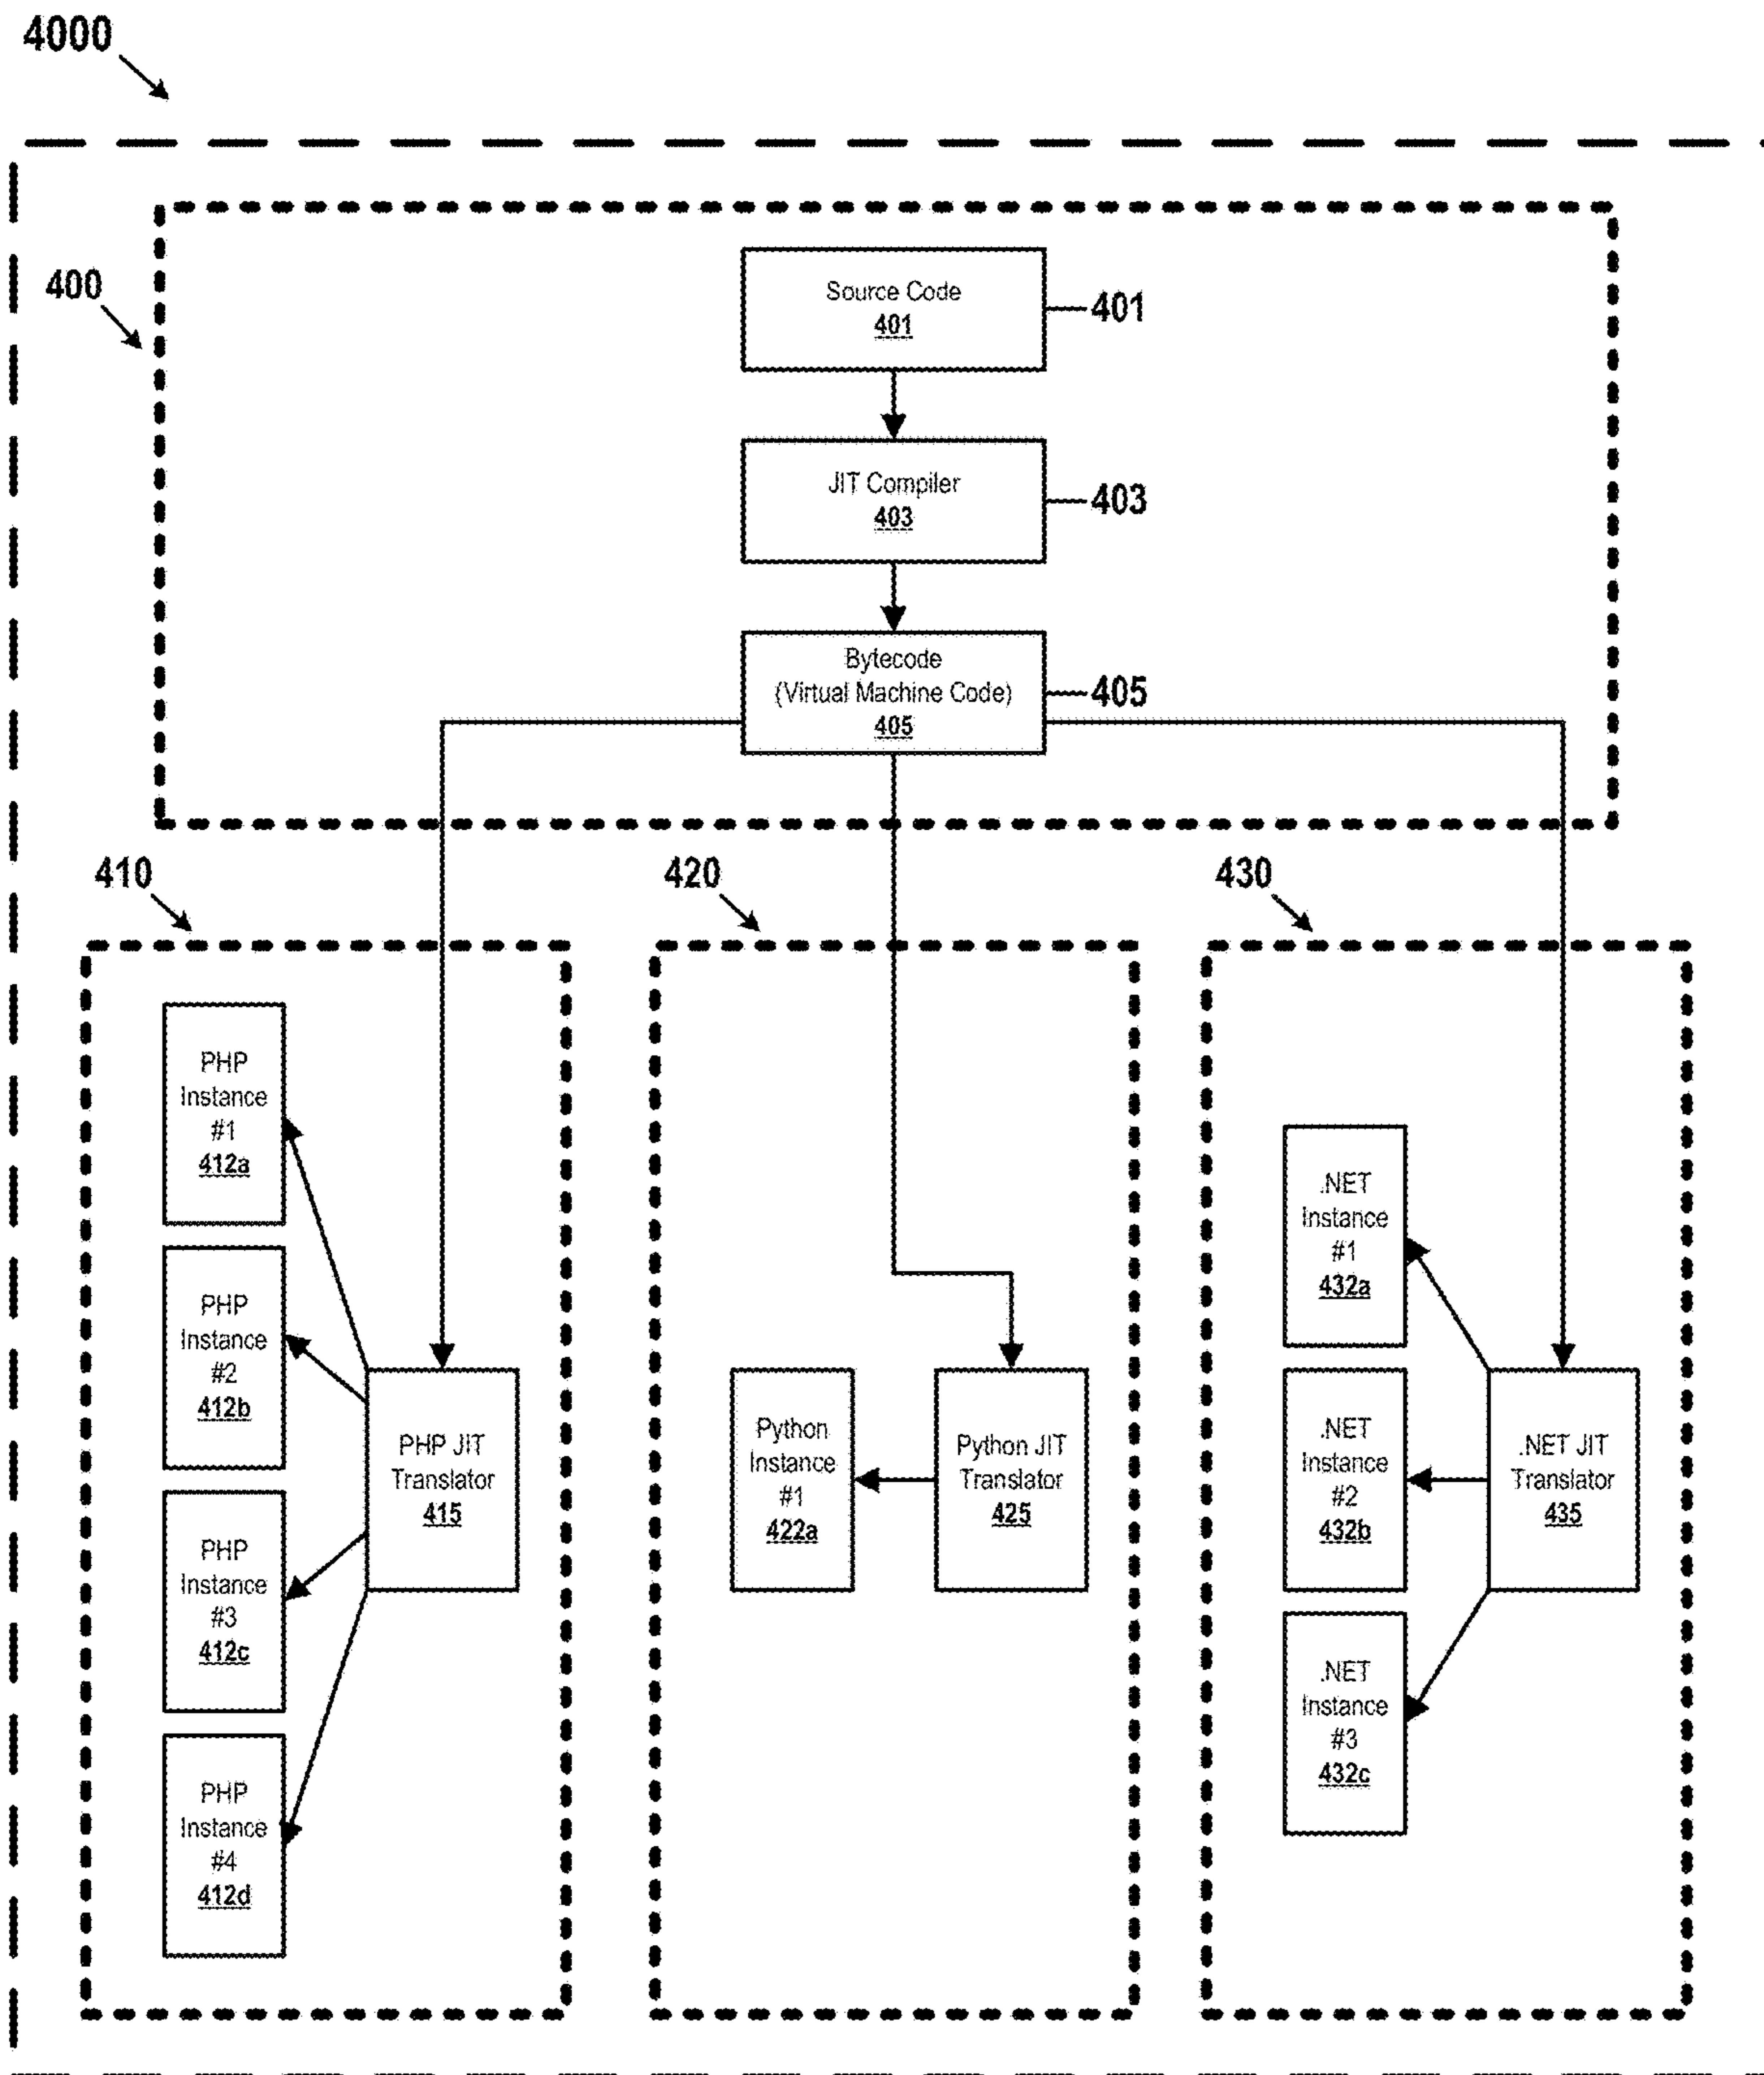 4000
400
Source Code
401
401
JIT Compiler
403
403
Bytecode
(Virtual Machine Code)
405
405
410
420
430
PHP
Instance
#1
412a
PHP
Instance
#2
412b
PHP
Instance
#3
412c
PHP
Instance
#4
412d
PHP JIT
Translator
415
Python
Instance
#1
422a
Python JIT
Translator
425
.NET
Instance
#1
432a
.NET
Instance
#2
432b
.NET
Instance
#3
432c
.NET JIT
Translator
435